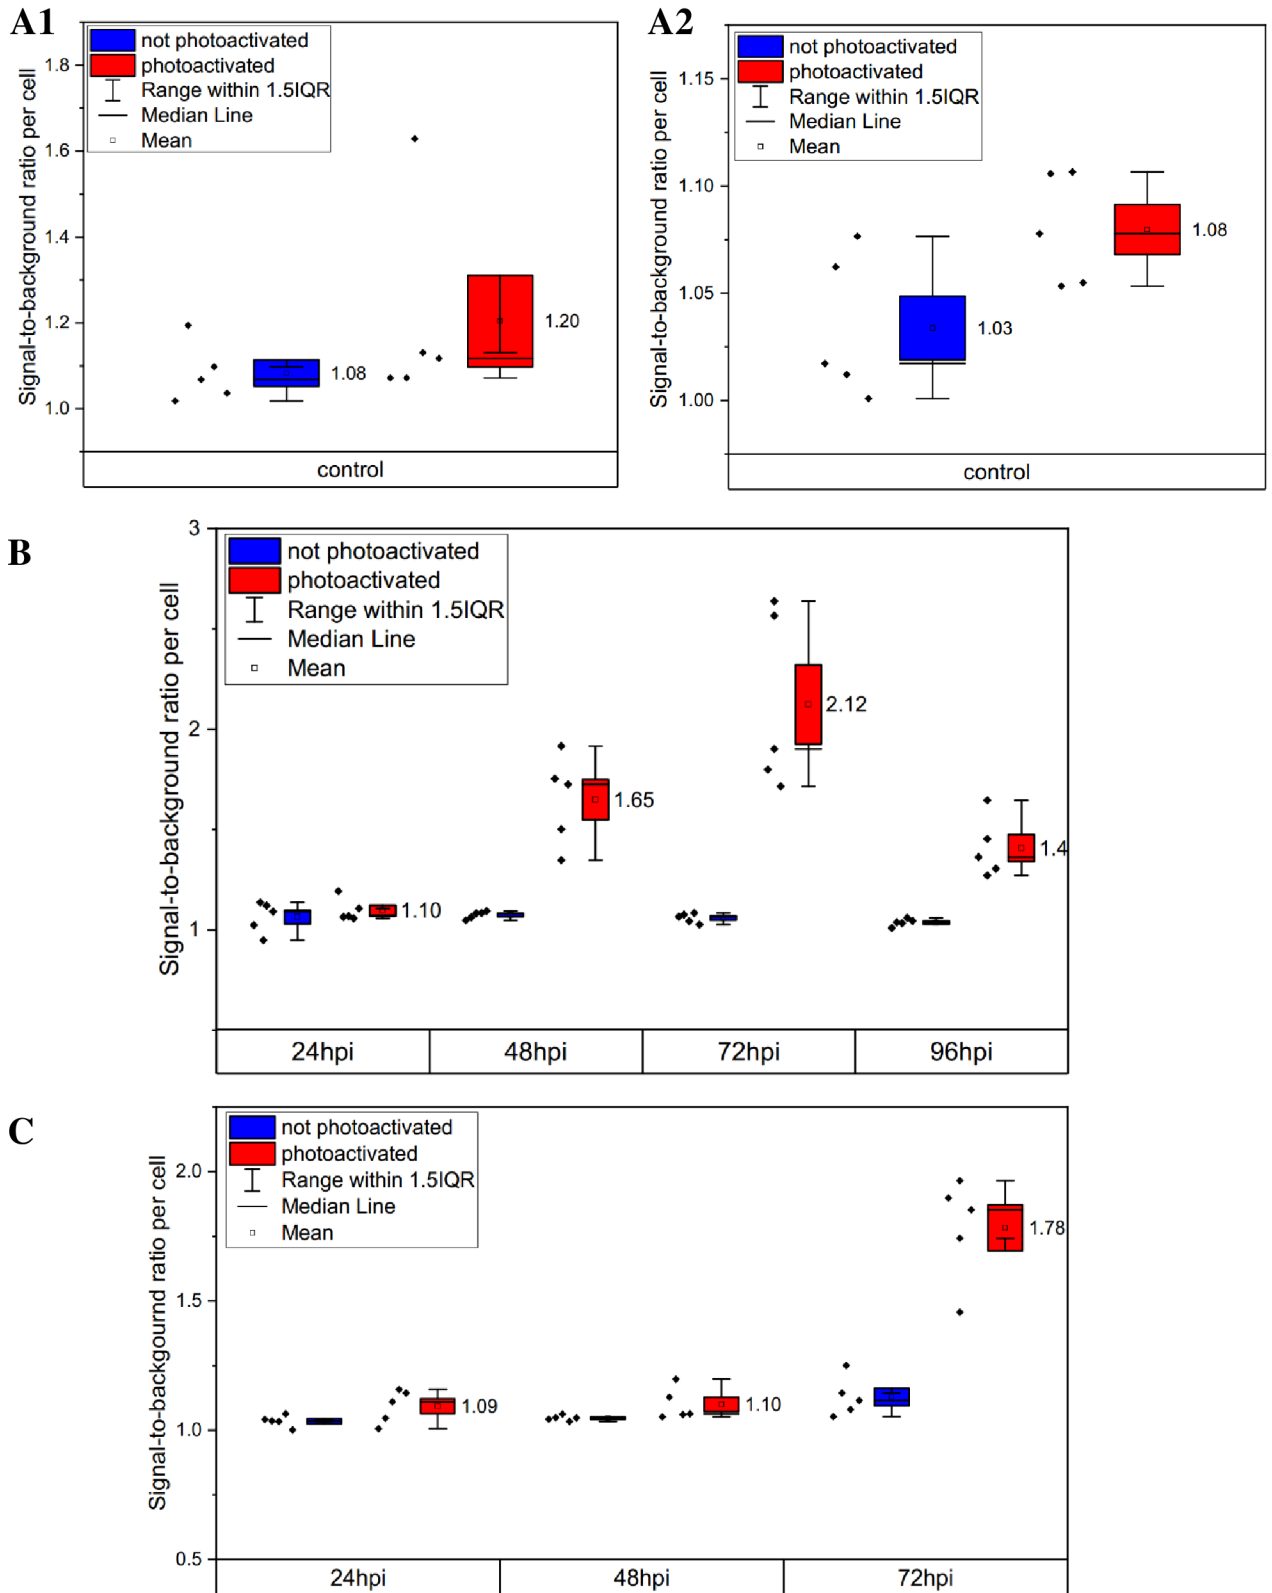 A1
not photoactivated
photoactivated
Range within 1.5IQR
Median Line
Mean
Signal-to-background ratio per cell
1.8
1.6
1.4
1.2
1.0
1.08
1.20
control
A2
not photoactivated
photoactivated
Range within 1.5IQR
Median Line
Mean
Signal-to-background ratio per cell
1.15
1.10
1.05
1.00
1.03
1.08
control
B
not photoactivated
photoactivated
Range within 1.5IQR
Median Line
Mean
Signal-to-background ratio per cell
3
2
1
1.10
1.65
2.12
1.4
24hpi
48hpi
72hpi
96hpi
C
not photoactivated
photoactivated
Range within 1.5IQR
Median Line
Mean
Signal-to-backgournd ratio per cell
2.0
1.5
1.0
0.5
1.09
1.10
1.78
24hpi
48hpi
72hpi